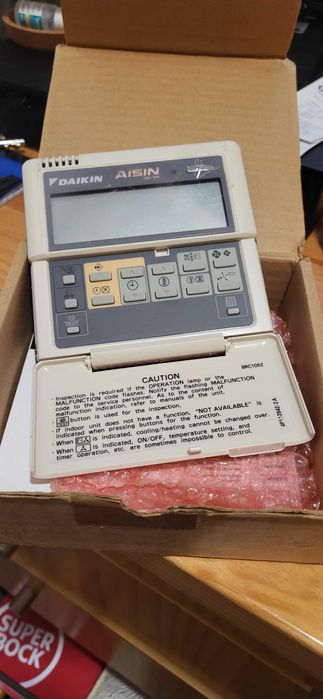 DAIKIN AISIN
TEST
CAUTION
BRC1D52
· Inspection is required if the OPERATION lamp or the
MALFUNCTION code flashes. Notify the MALFUNCTION
code to the service personnel. As to the content of
malfunction indication, refer to manuals of the unit.
· button is used for the inspection.
· If indoor unit does not have a function, "NOT AVAILABLE" is
indicated when pressing buttons for the function.
· When is indicated, cooling/heating cannot be changed over.
· When is indicated, ON/OFF, temperature setting, and
timer operation, etc. are sometimes impossible to control.
SUPER
BOCK